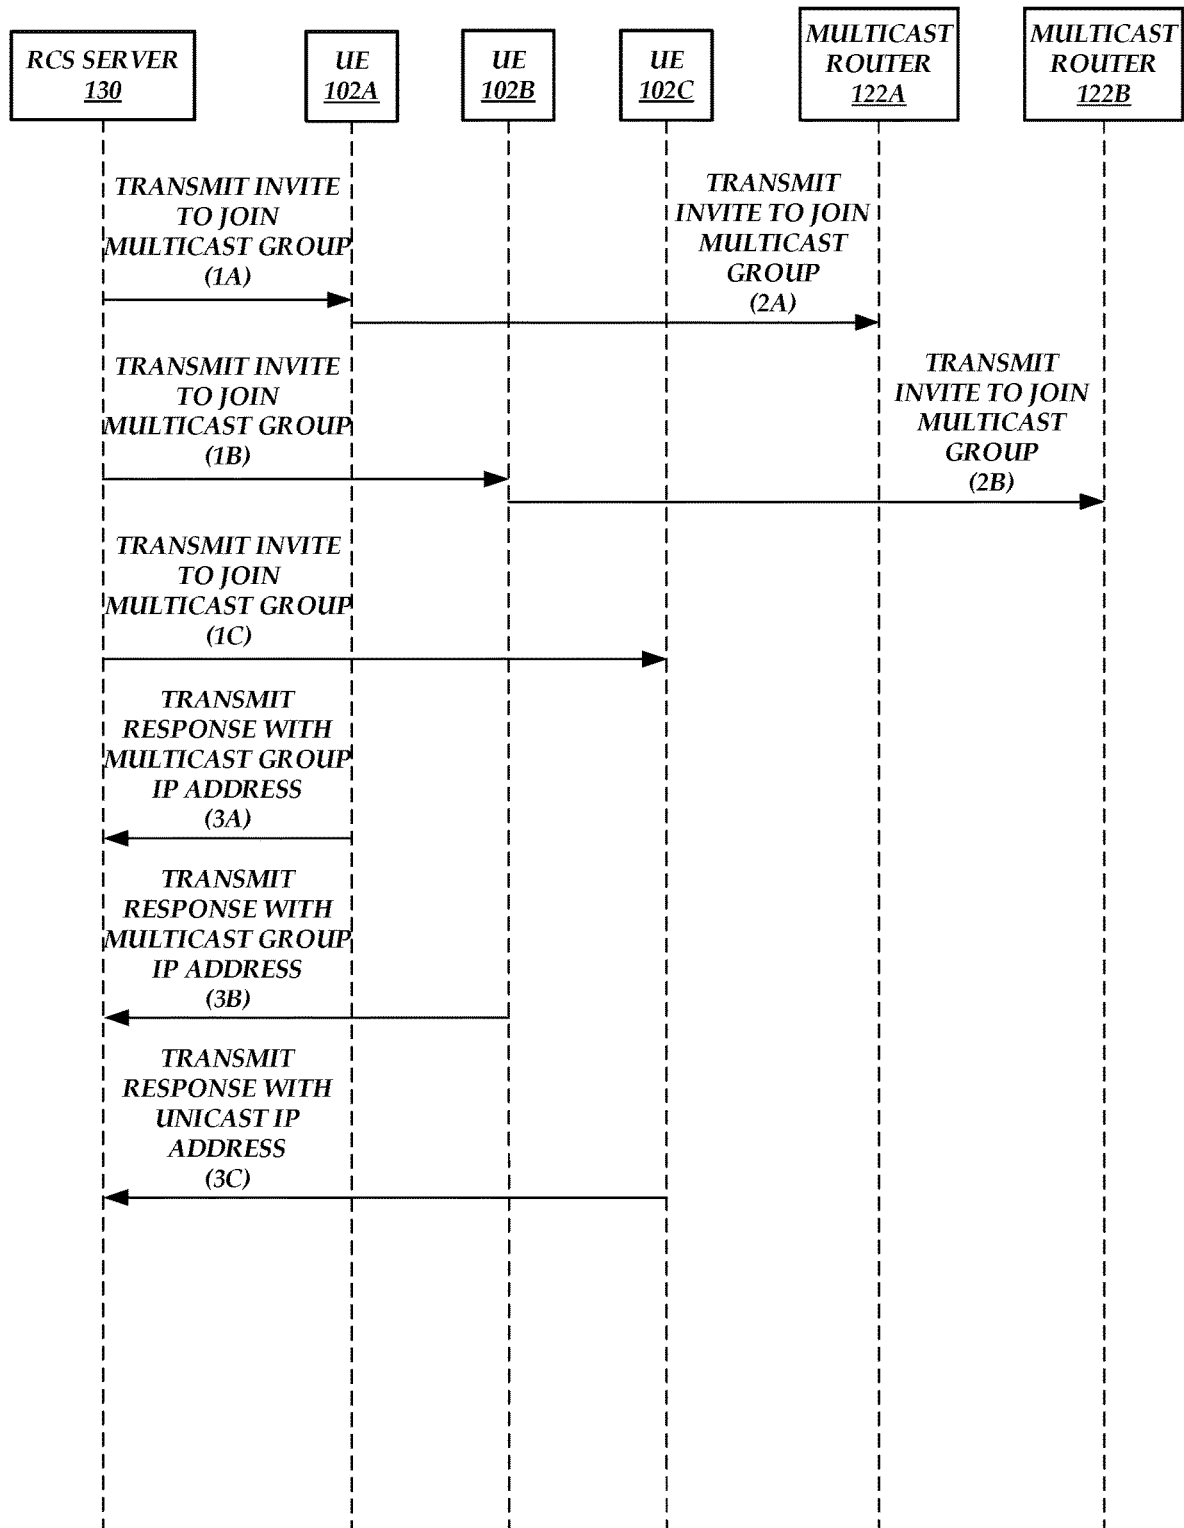 RCS SERVER
130
UE
102A
UE
102B
UE
102C
MULTICAST
ROUTER
122A
MULTICAST
ROUTER
122B
TRANSMIT INVITE
TO JOIN
MULTICAST GROUP
(1A)
TRANSMIT
INVITE TO JOIN
MULTICAST
GROUP
(2A)
TRANSMIT INVITE
TO JOIN
MULTICAST GROUP
(1B)
TRANSMIT
INVITE TO JOIN
MULTICAST
GROUP
(2B)
TRANSMIT INVITE
TO JOIN
MULTICAST GROUP
(1C)
TRANSMIT
RESPONSE WITH
MULTICAST GROUP
IP ADDRESS
(3A)
TRANSMIT
RESPONSE WITH
MULTICAST GROUP
IP ADDRESS
(3B)
TRANSMIT
RESPONSE WITH
UNICAST IP
ADDRESS
(3C)